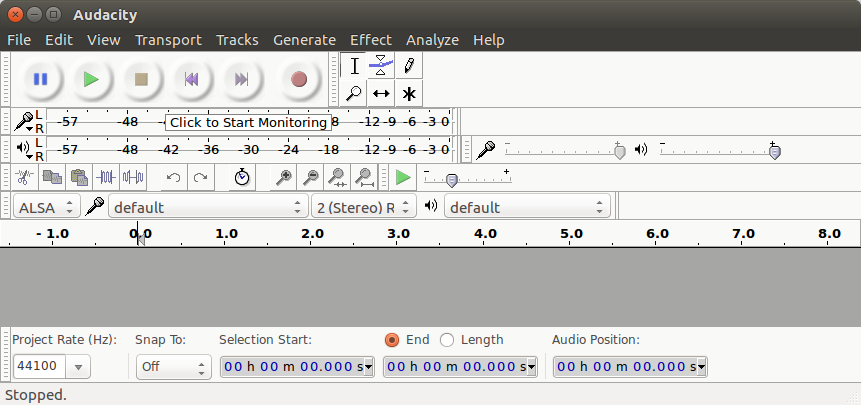 Audacity
File Edit View Transport Tracks Generate Effect Analyze Help
L
R
-57 -48 Click to Start Monitoring 8 -12 -9 -6 -3 0
L
R
-57 -48 -42 -36 -30 -24 -18 -12 -9 -6 -3 0
- +
- +
- +
ALSA default 2 (Stereo) R default
- 1.0 0.0 1.0 2.0 3.0 4.0 5.0 6.0 7.0 8.0
Project Rate (Hz): Snap To: Selection Start: End Length Audio Position:
44100 Off 00 h 00 m 00.000 s 00 h 00 m 00.000 s 00 h 00 m 00.000 s
Stopped.